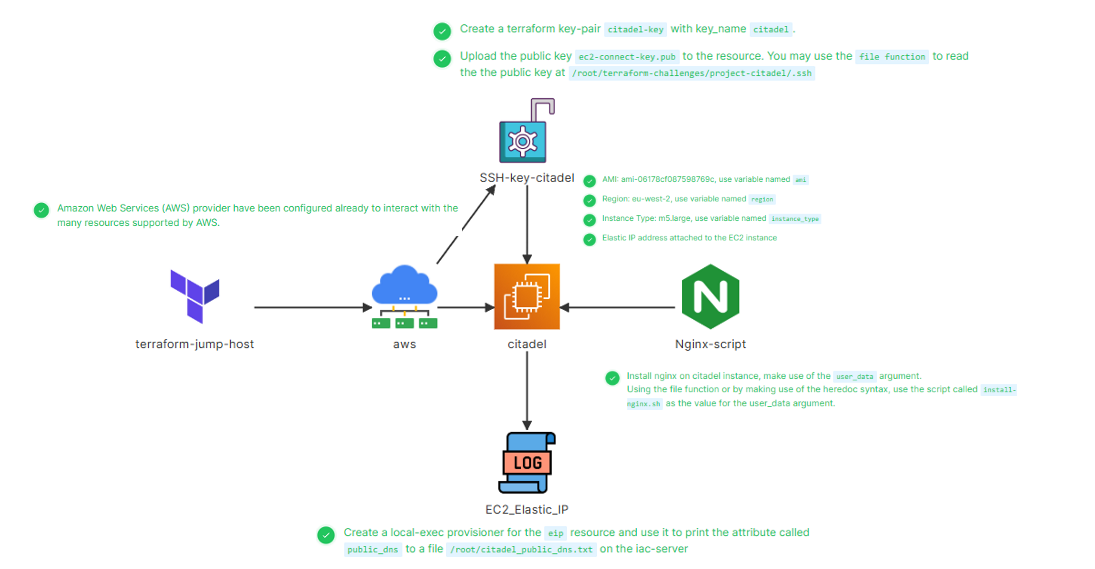 Create a terraform key-pair citadel-key with key_name citadel.
Upload the public key ec2-connect-key.pub to the resource. You may use the file function to read
the the public key at /root/terraform-challenges/project-citadel/.ssh
SSH-key-citadel
AMI: ami-06178cf087598769c, use variable named ami
Region: eu-west-2, use variable named region
Instance Type: m5.large, use variable named instance_type
Elastic IP address attached to the EC2 instance
Amazon Web Services (AWS) provider have been configured already to interact with the
many resources supported by AWS.
terraform-jump-host
aws
citadel
Nginx-script
Install nginx on citadel instance, make use of the user_data argument.
Using the file function or by making use of the heredoc syntax, use the script called install-
nginx.sh as the value for the user_data argument.
LOG
EC2_Elastic_IP
Create a local-exec provisioner for the eip resource and use it to print the attribute called
public_dns to a file /root/citadel_public_dns.txt on the iac-server